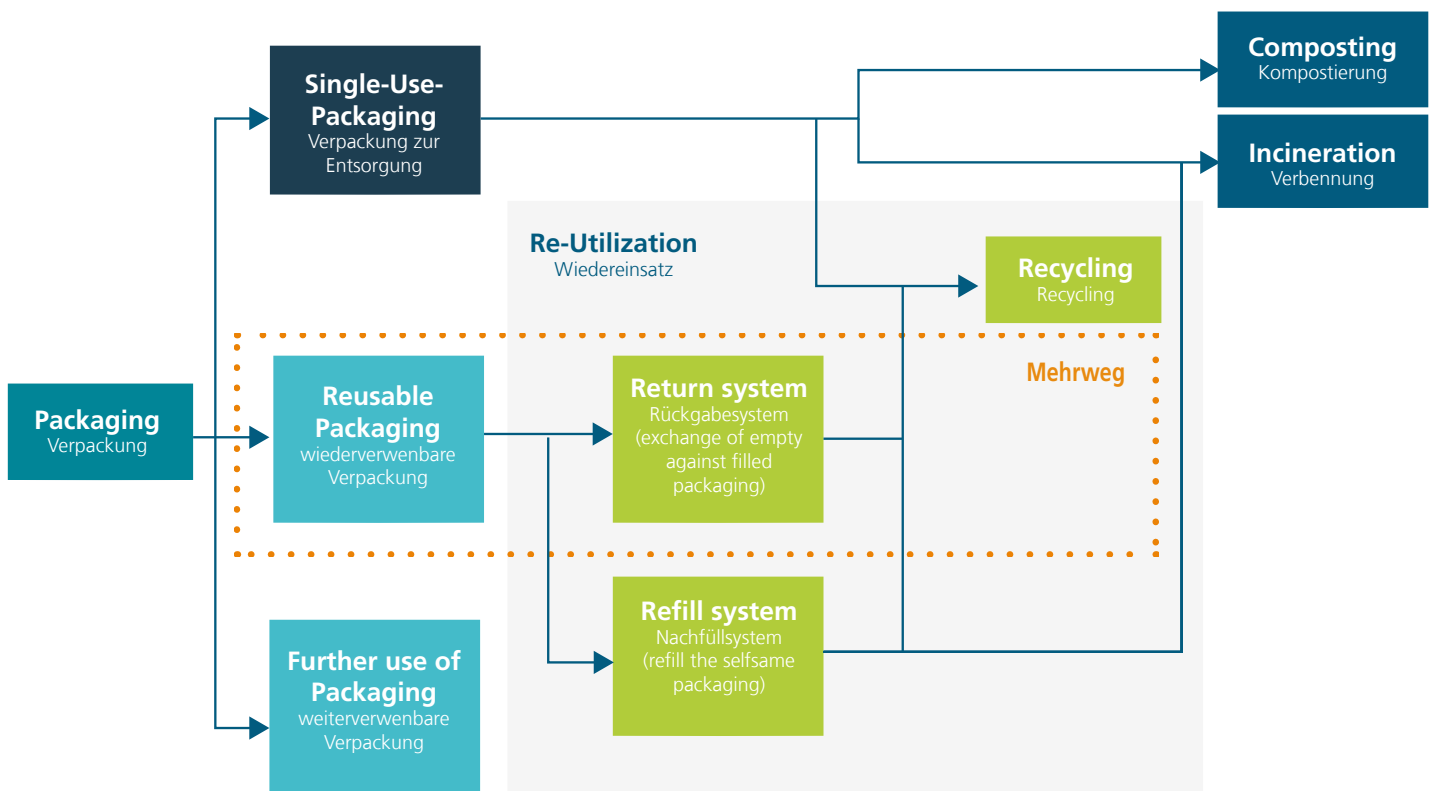 Packaging
Verpackung
Single-Use-
Packaging
Verpackung zur
Entsorgung
Composting
Kompostierung
Incineration
Verbennung
Re-Utilization
Wiedereinsatz
Recycling
Recycling
Mehrweg
Reusable
Packaging
wiederverwenbare
Verpackung
Return system
Rückgabesystem
(exchange of empty
against filled
packaging)
Further use of
Packaging
weiterverwenbare
Verpackung
Refill system
Nachfüllsystem
(refill the selfsame
packaging)